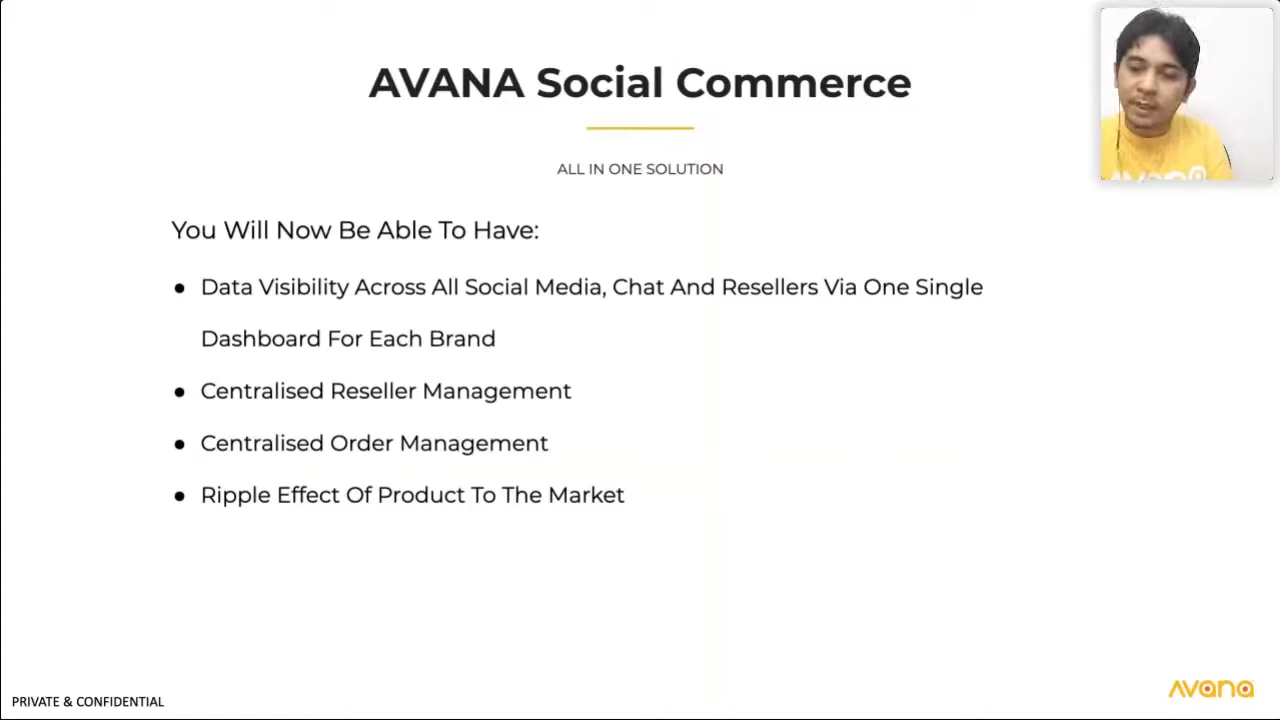 AVANA Social Commerce
ALL IN ONE SOLUTION
You Will Now Be Able To Have:
● Data Visibility Across All Social Media, Chat And Resellers Via One Single
Dashboard For Each Brand
● Centralised Reseller Management
● Centralised Order Management
● Ripple Effect Of Product To The Market
PRIVATE & CONFIDENTIAL
avana